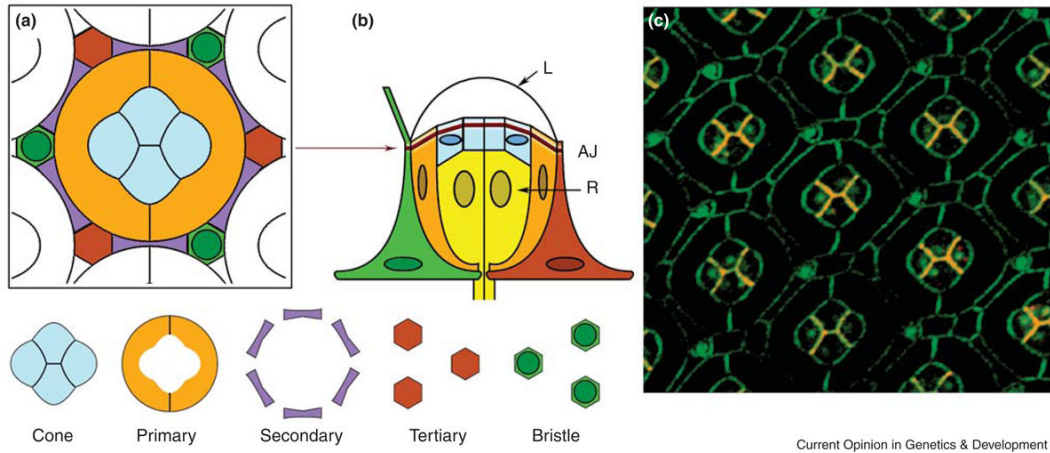 (a)
(b)
(c)
L
AJ
R
Cone
Primary
Secondary
Tertiary
Bristle
Current Opinion in Genetics & Development